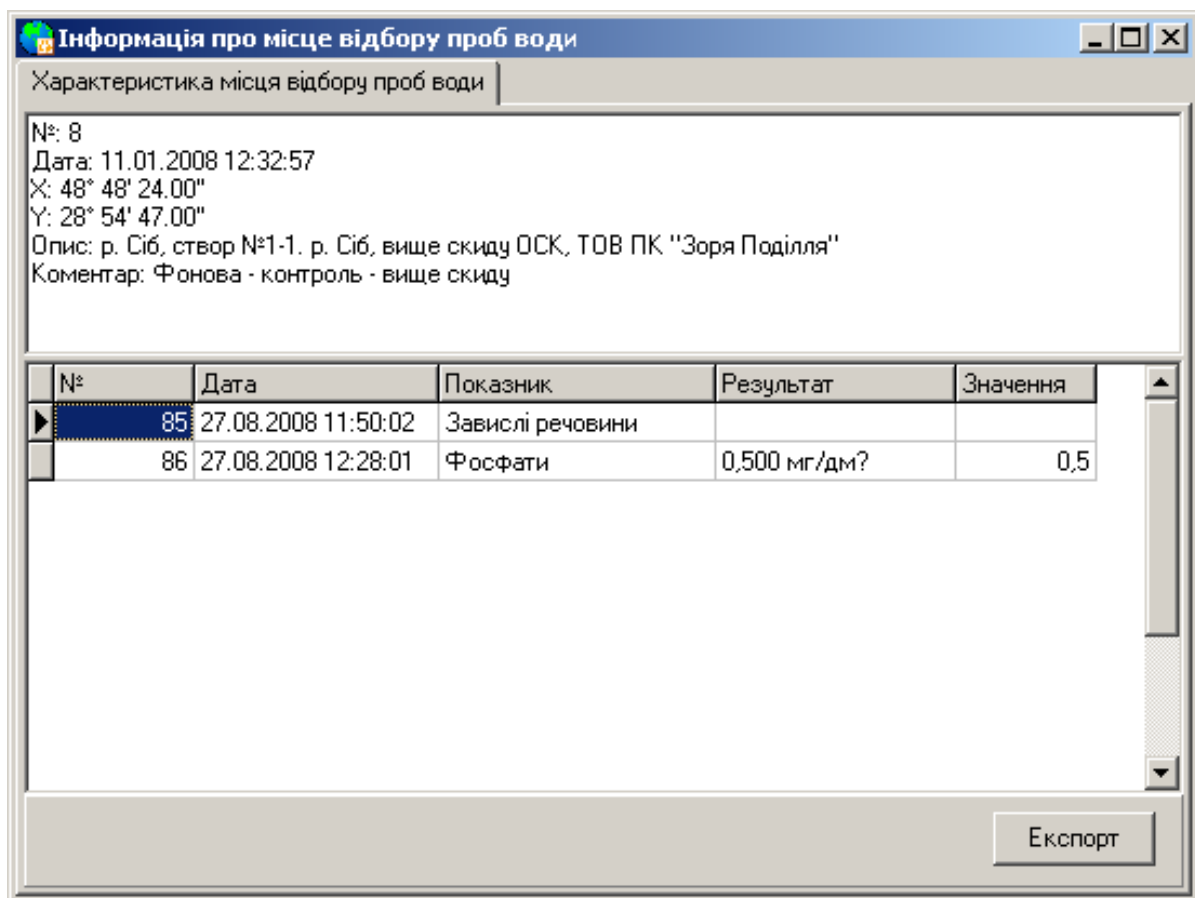 Інформація про місце відбору проб води
Характеристика місця відбору проб води
№: 8
Дата: 11.01.2008 12:32:57
X: 48° 48' 24.00"
Y: 28° 54' 47.00"
Опис: р. Сіб, створ №1-1. р. Сіб, вище скиду ОСК, ТОВ ПК "Зоря Поділля"
Коментар: Фонова - контроль - вище скиду
№ Дата Показник Результат Значення
85 27.08.2008 11:50:02 Завислі речовини
86 27.08.2008 12:28:01 Фосфати 0,500 мг/дм? 0,5
Експорт